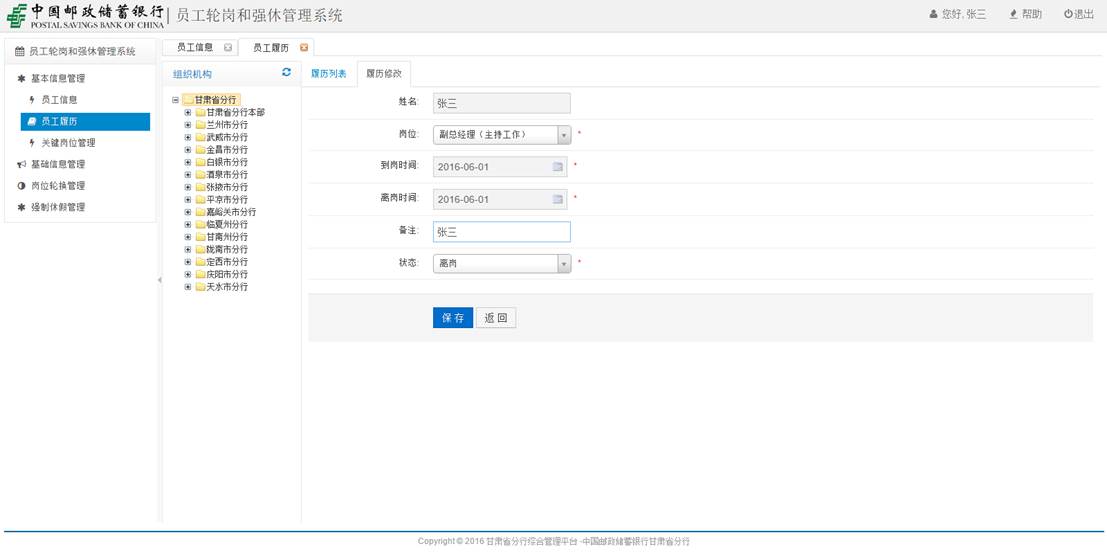 中国邮政储蓄银行 员工轮岗和强休管理系统 您好, 张三 帮助 退出
POSTAL SAVINGS BANK OF CHINA
员工轮岗和强休管理系统
基本信息管理
员工信息
员工履历
关键岗位管理
基础信息管理
岗位轮换管理
强制休假管理
员工信息 员工履历
组织机构
甘肃省分行
甘肃省分行本部
兰州市分行
武威市分行
金昌市分行
白银市分行
酒泉市分行
张掖市分行
平凉市分行
嘉峪关市分行
临夏州分行
甘南州分行
陇南市分行
定西市分行
庆阳市分行
天水市分行
履历列表 履历修改
姓名: 张三
岗位: 副总经理（主持工作） *
到岗时间: 2016-06-01 *
离岗时间: 2016-06-01 *
备注: 张三
状态: 离岗 *
保 存 返 回
Copyright © 2016 甘肃省分行综合管理平台 -中国邮政储蓄银行甘肃省分行